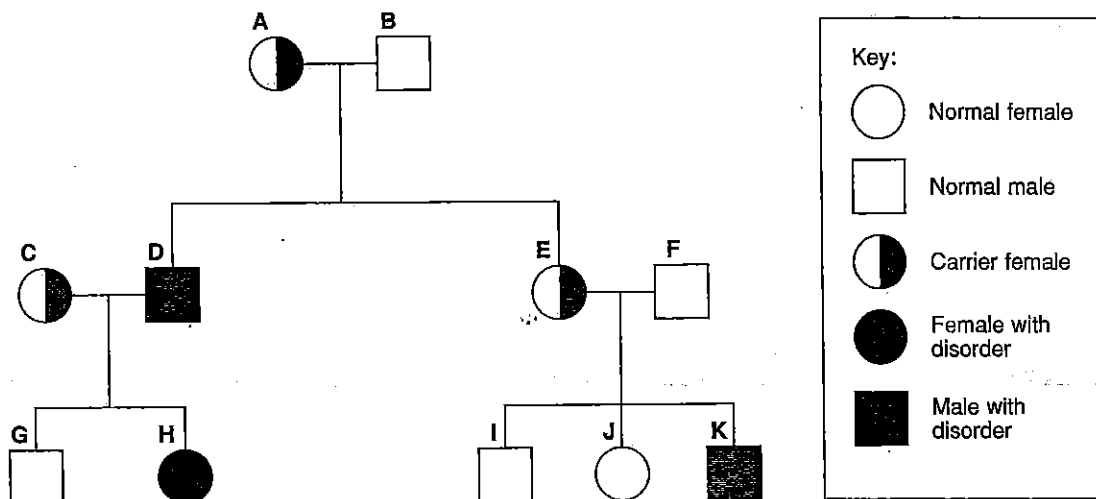 A
B
C
D
E
F
G
H
I
J
K
Key:
Normal female
Normal male
Carrier female
Female with
disorder
Male with
disorder